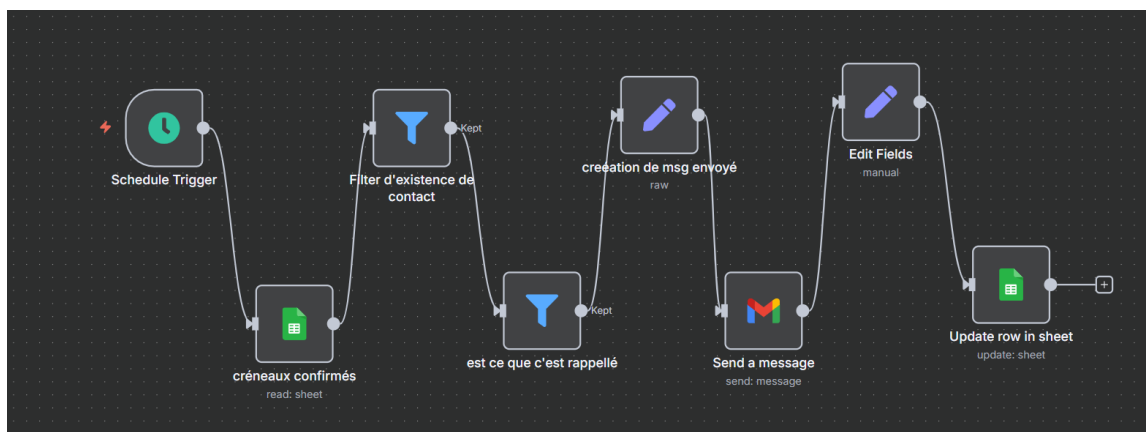 Schedule Trigger
créneaux confirmés
read: sheet
Kept
Filter d'existence de
contact
Kept
est ce que c'est rappellé
creéation de msg envoyé
raw
Send a message
send: message
Edit Fields
manual
Update row in sheet
update: sheet